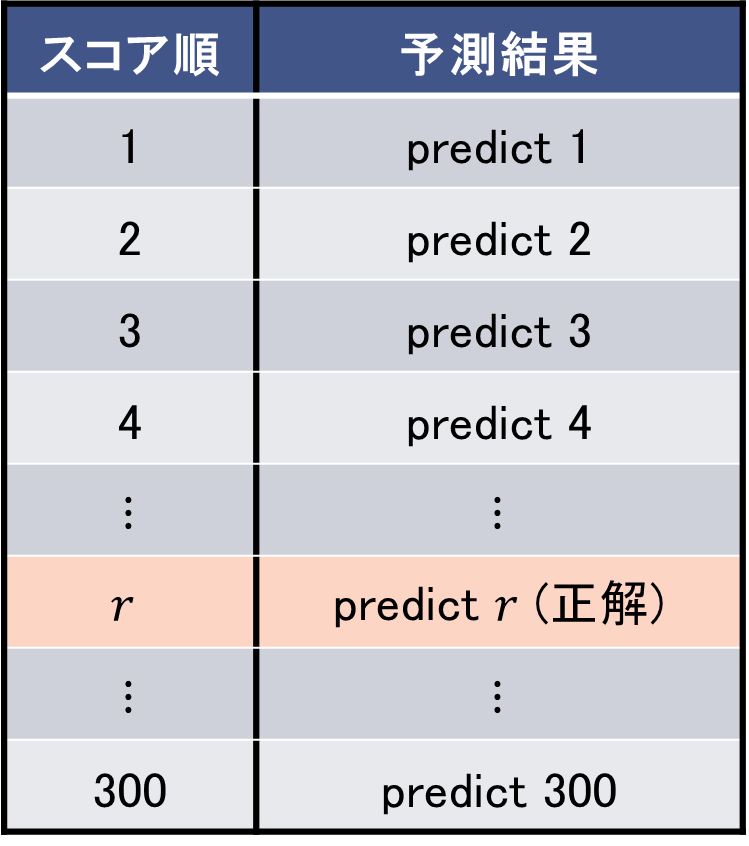 スコア順 予測結果
1 predict 1
2 predict 2
3 predict 3
4 predict 4
⋮ ⋮
r predict r (正解)
⋮ ⋮
300 predict 300